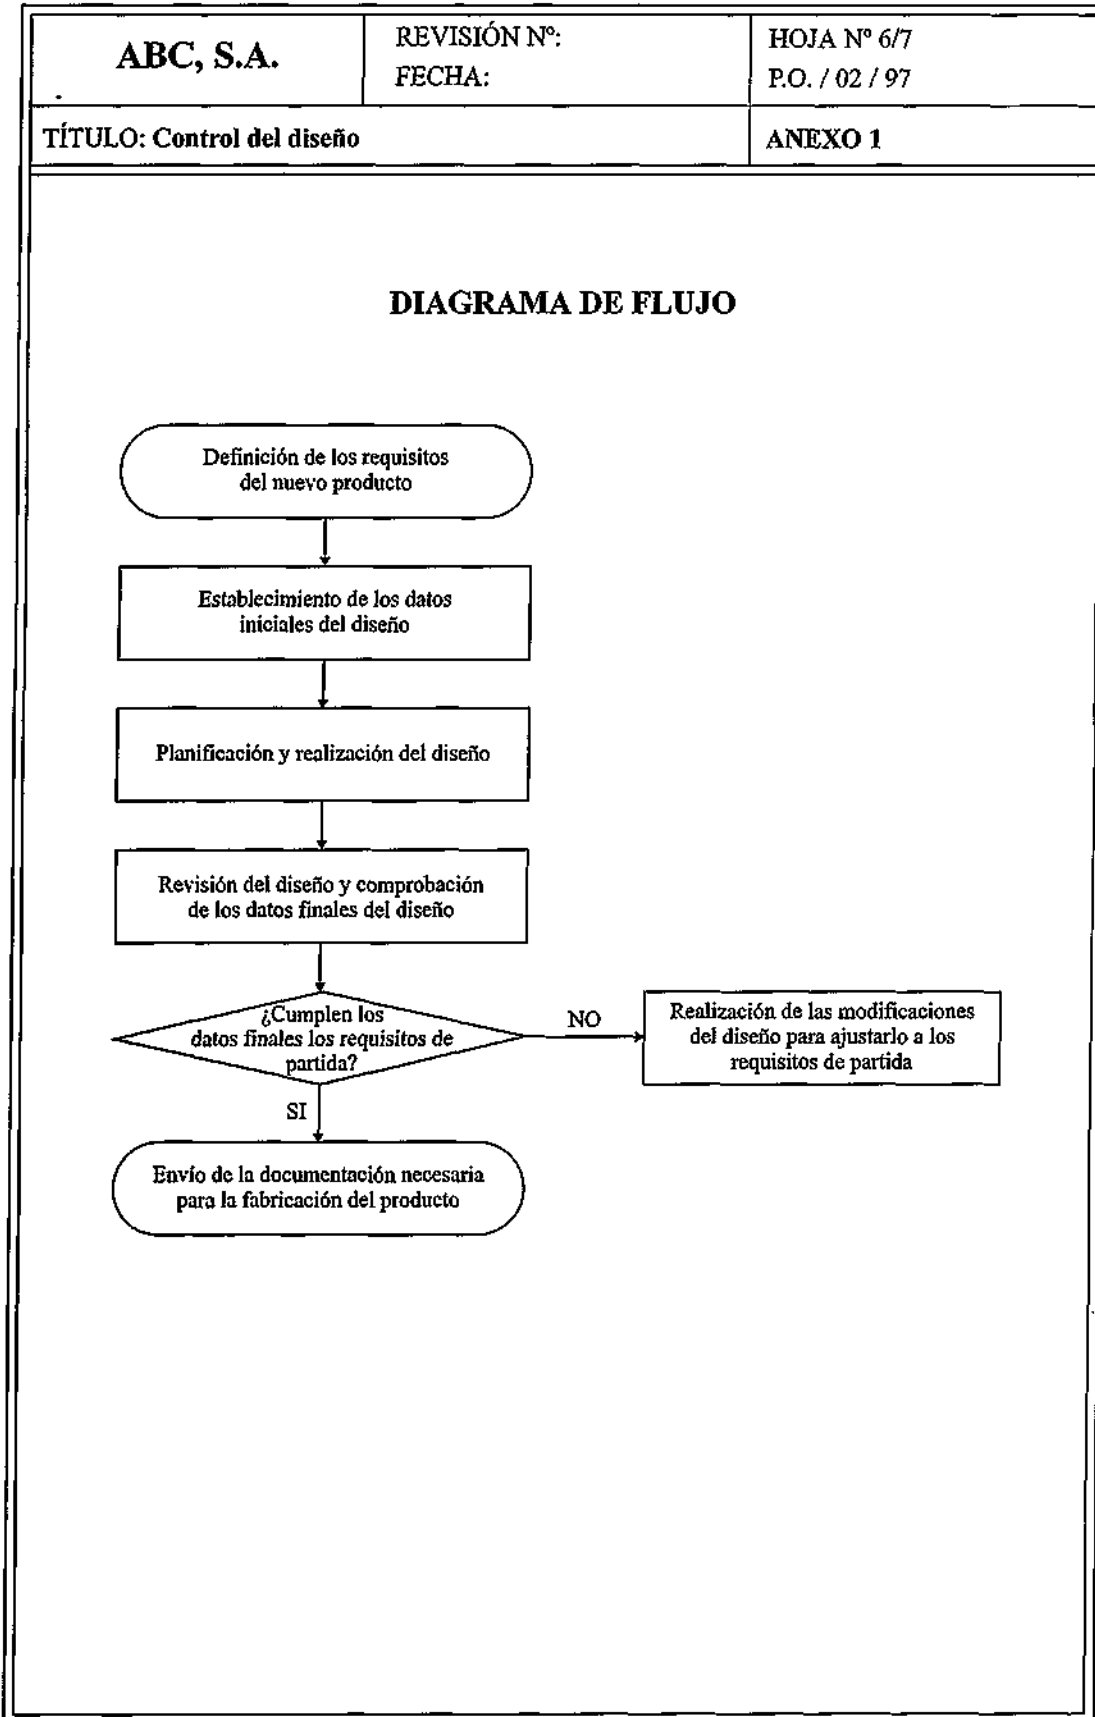 ABC, S.A.
REVISIÓN Nº:
FECHA:
HOJA Nº 6/7
P.O. / 02 / 97
TÍTULO: Control del diseño
ANEXO 1
DIAGRAMA DE FLUJO
Definición de los requisitos
del nuevo producto
Establecimiento de los datos
iniciales del diseño
Planificación y realización del diseño
Revisión del diseño y comprobación
de los datos finales del diseño
¿Cumplen los
datos finales los requisitos de
partida?
NO
Realización de las modificaciones
del diseño para ajustarlo a los
requisitos de partida
SI
Envío de la documentación necesaria
para la fabricación del producto